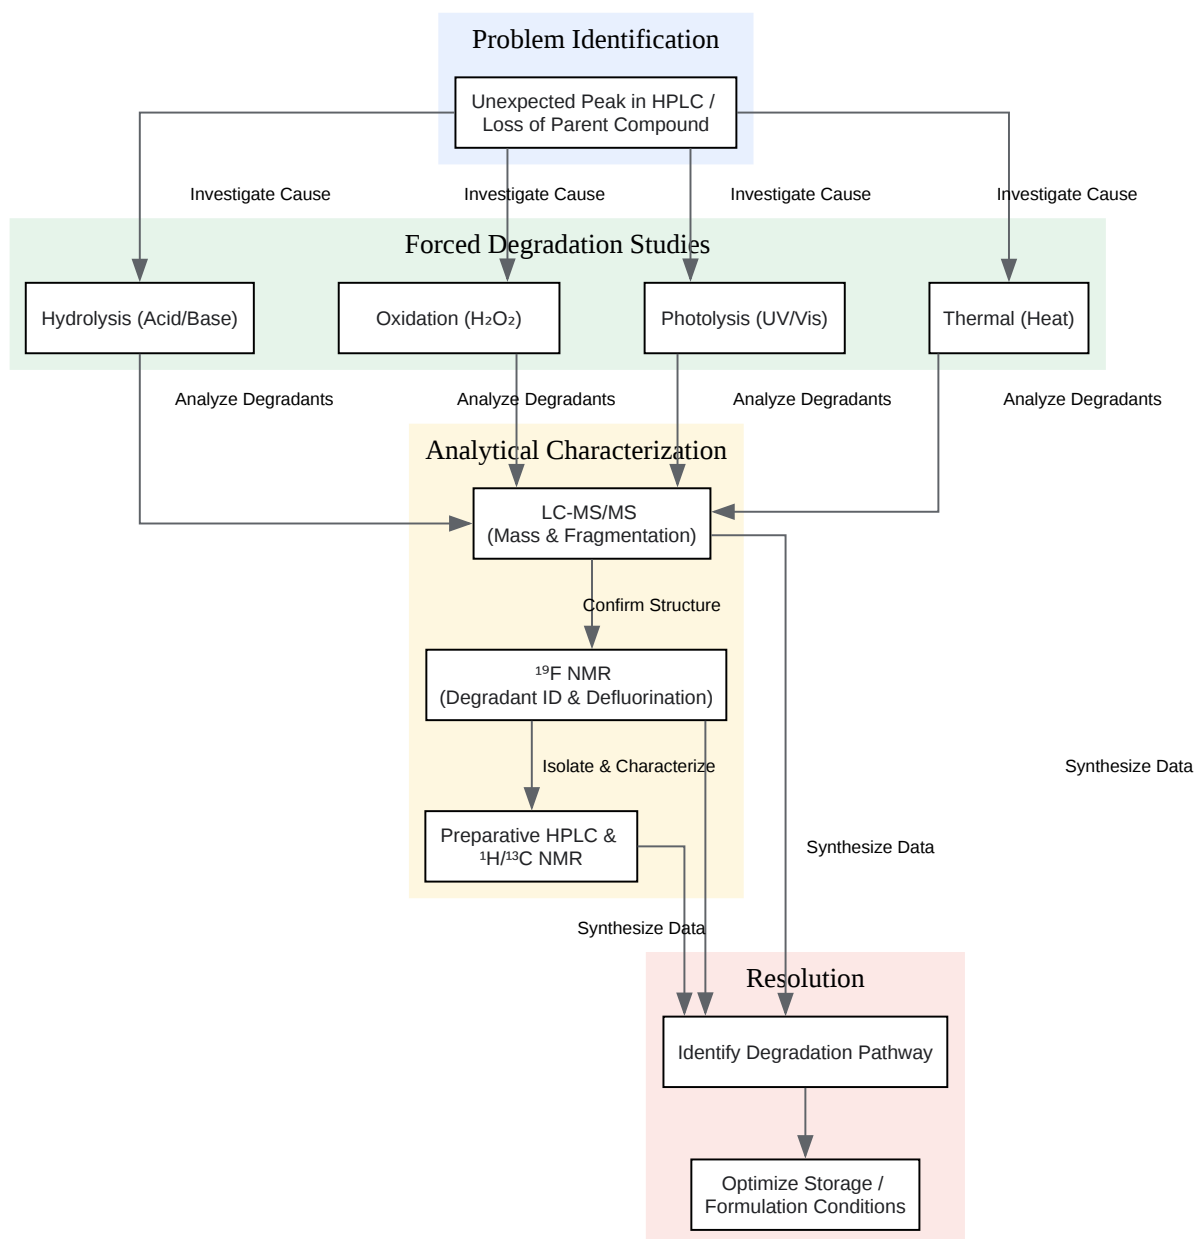 Problem Identification
Unexpected Peak in HPLC /
Loss of Parent Compound
Investigate Cause
Investigate Cause
Investigate Cause
Investigate Cause
Forced Degradation Studies
Hydrolysis (Acid/Base)
Oxidation (H₂O₂)
Photolysis (UV/Vis)
Thermal (Heat)
Analyze Degradants
Analyze Degradants
Analyze Degradants
Analyze Degradants
Analytical Characterization
LC-MS/MS
(Mass & Fragmentation)
Confirm Structure
¹⁹F NMR
(Degradant ID & Defluorination)
Isolate & Characterize
Synthesize Data
Preparative HPLC &
¹H/¹³C NMR
Synthesize Data
Synthesize Data
Resolution
Identify Degradation Pathway
Optimize Storage /
Formulation Conditions